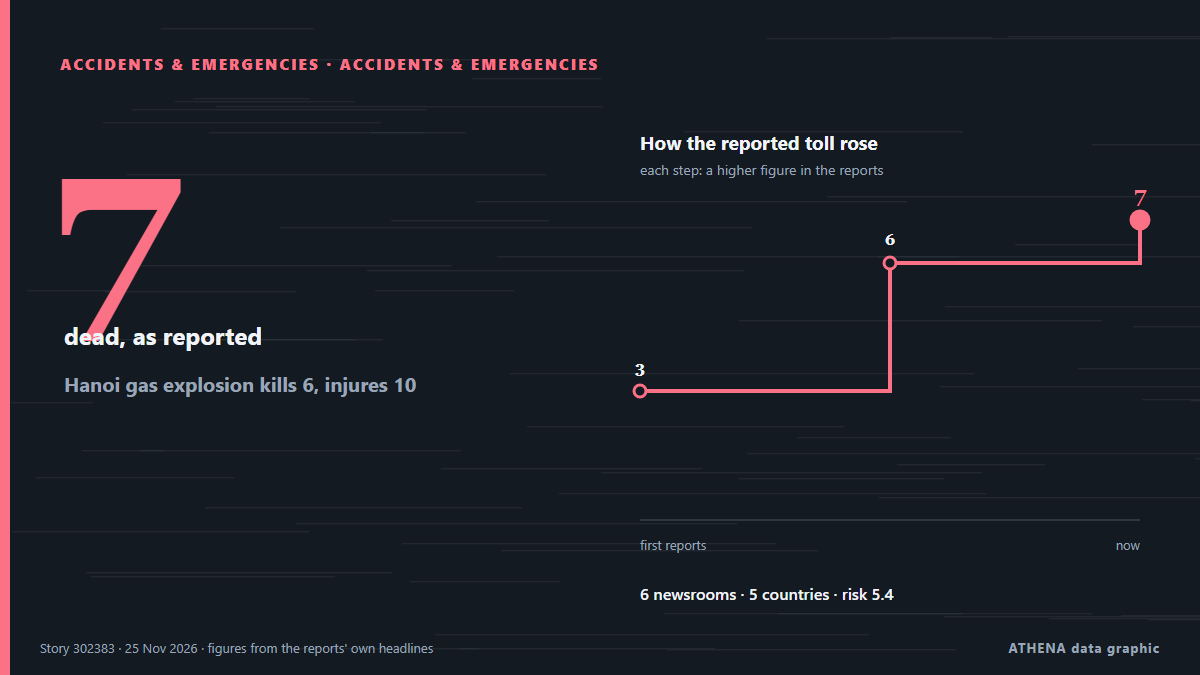 ACCIDENTS & EMERGENCIES · ACCIDENTS & EMERGENCIES
7
dead, as reported
Hanoi gas explosion kills 6, injures 10
How the reported toll rose
each step: a higher figure in the reports
3
6
7
first reports
now
6 newsrooms · 5 countries · risk 5.4
Story 302383 · 25 Nov 2026 · figures from the reports' own headlines
ATHENA data graphic